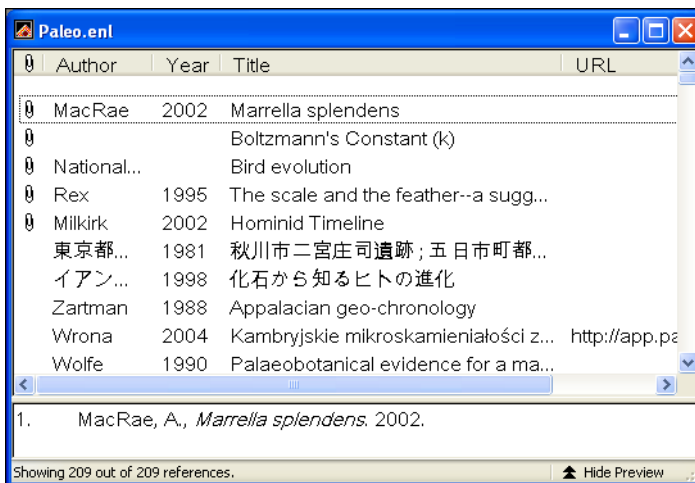 Paleo.enl
Author Year Title URL
MacRae 2002 Marrella splendens
Boltzmann's Constant (k)
National... Bird evolution
Rex 1995 The scale and the feather--a sugg...
Milkirk 2002 Hominid Timeline
東京都... 1981 秋川市二宮庄司遺跡 ; 五日市町都...
イアン... 1998 化石から知るヒトの進化
Zartman 1988 Appalacian geo-chronology
Wrona 2004 Kambryjskie mikroskamieniałości z... http://app.pa
Wolfe 1990 Palaeobotanical evidence for a ma...
1. MacRae, A., Marrella splendens. 2002.
Showing 209 out of 209 references. Hide Preview